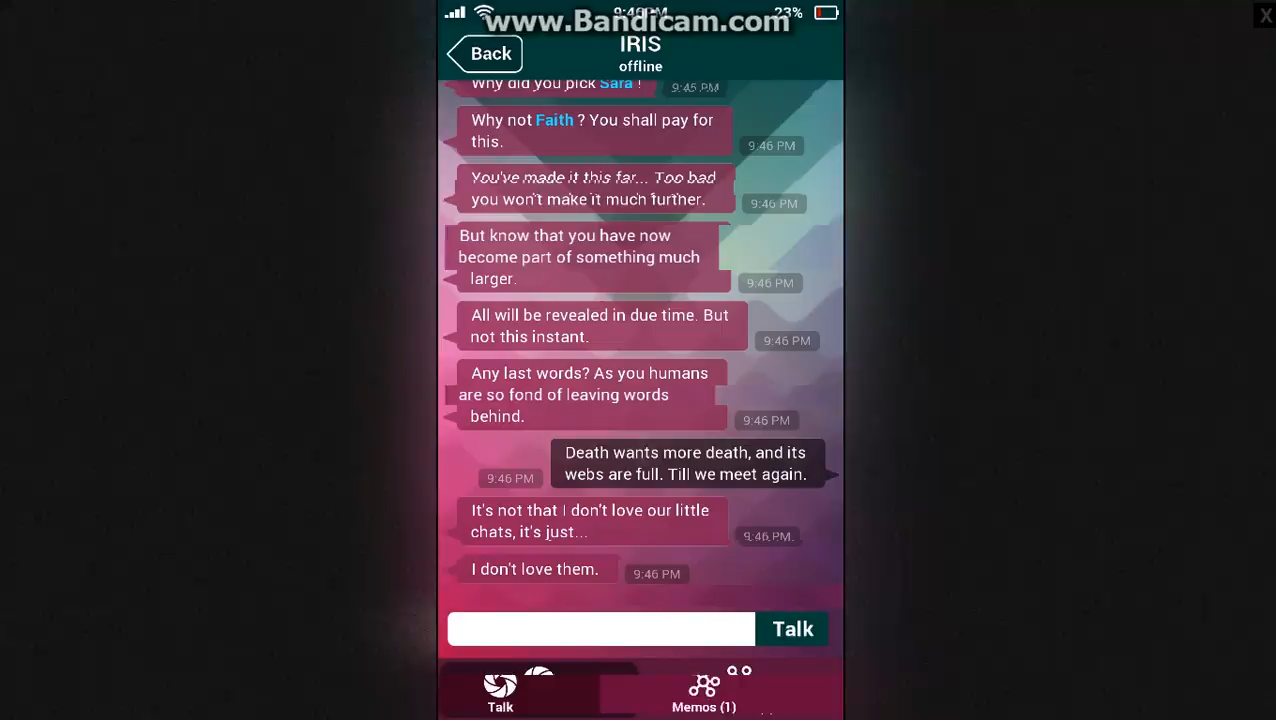 www.Bandicam.com
9:46PM
23%
Back
IRIS
offline
Why did you pick Sara !
9:45 PM
Why not Faith ? You shall pay for
this.
9:46 PM
You've made it this far... Too bad
you won't make it much further.
9:46 PM
But know that you have now
become part of something much
larger.
9:46 PM
All will be revealed in due time. But
not this instant.
9:46 PM
Any last words? As you humans
are so fond of leaving words
behind.
9:46 PM
Death wants more death, and its
webs are full. Till we meet again.
9:46 PM
It's not that I don't love our little
chats, it's just...
9:46 PM
I don't love them.
9:46 PM
Talk
Talk
Memos (1)
X